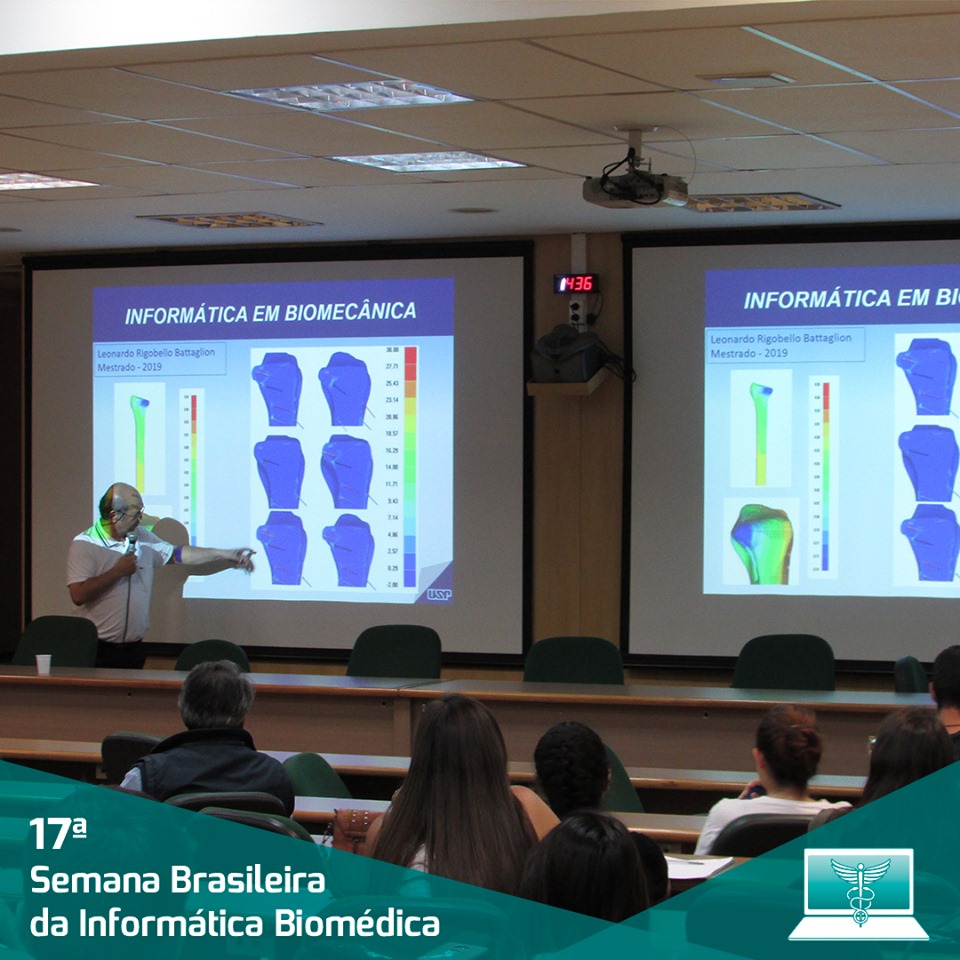 INFORMÁTICA EM BIOMECÂNICA
Leonardo Rigobello Battaglion
Mestrado - 2019
36.00
27.71
25.43
23.14
20.86
18.57
16.29
14.00
11.71
9.43
7.14
4.86
2.57
0.29
-2.00
USP
1436
INFORMÁTICA EM BI
Leonardo Rigobello Battaglion
Mestrado - 2019
17ª
Semana Brasileira
da Informática Biomédica